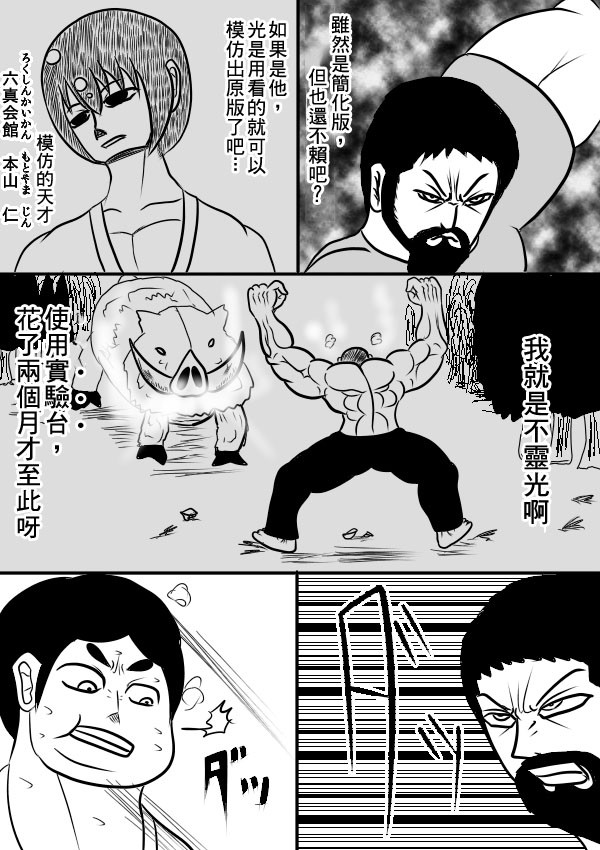 雖然是簡化版，
但也還不賴吧？
如果是他，
光是用看的就可以
模仿出原版了吧…
模仿的天才
ろくしんかいかん もとやま じん
六真会館 本山 仁
我就是不靈光啊
使用實驗台，
花了兩個月才至此呀
ダッ